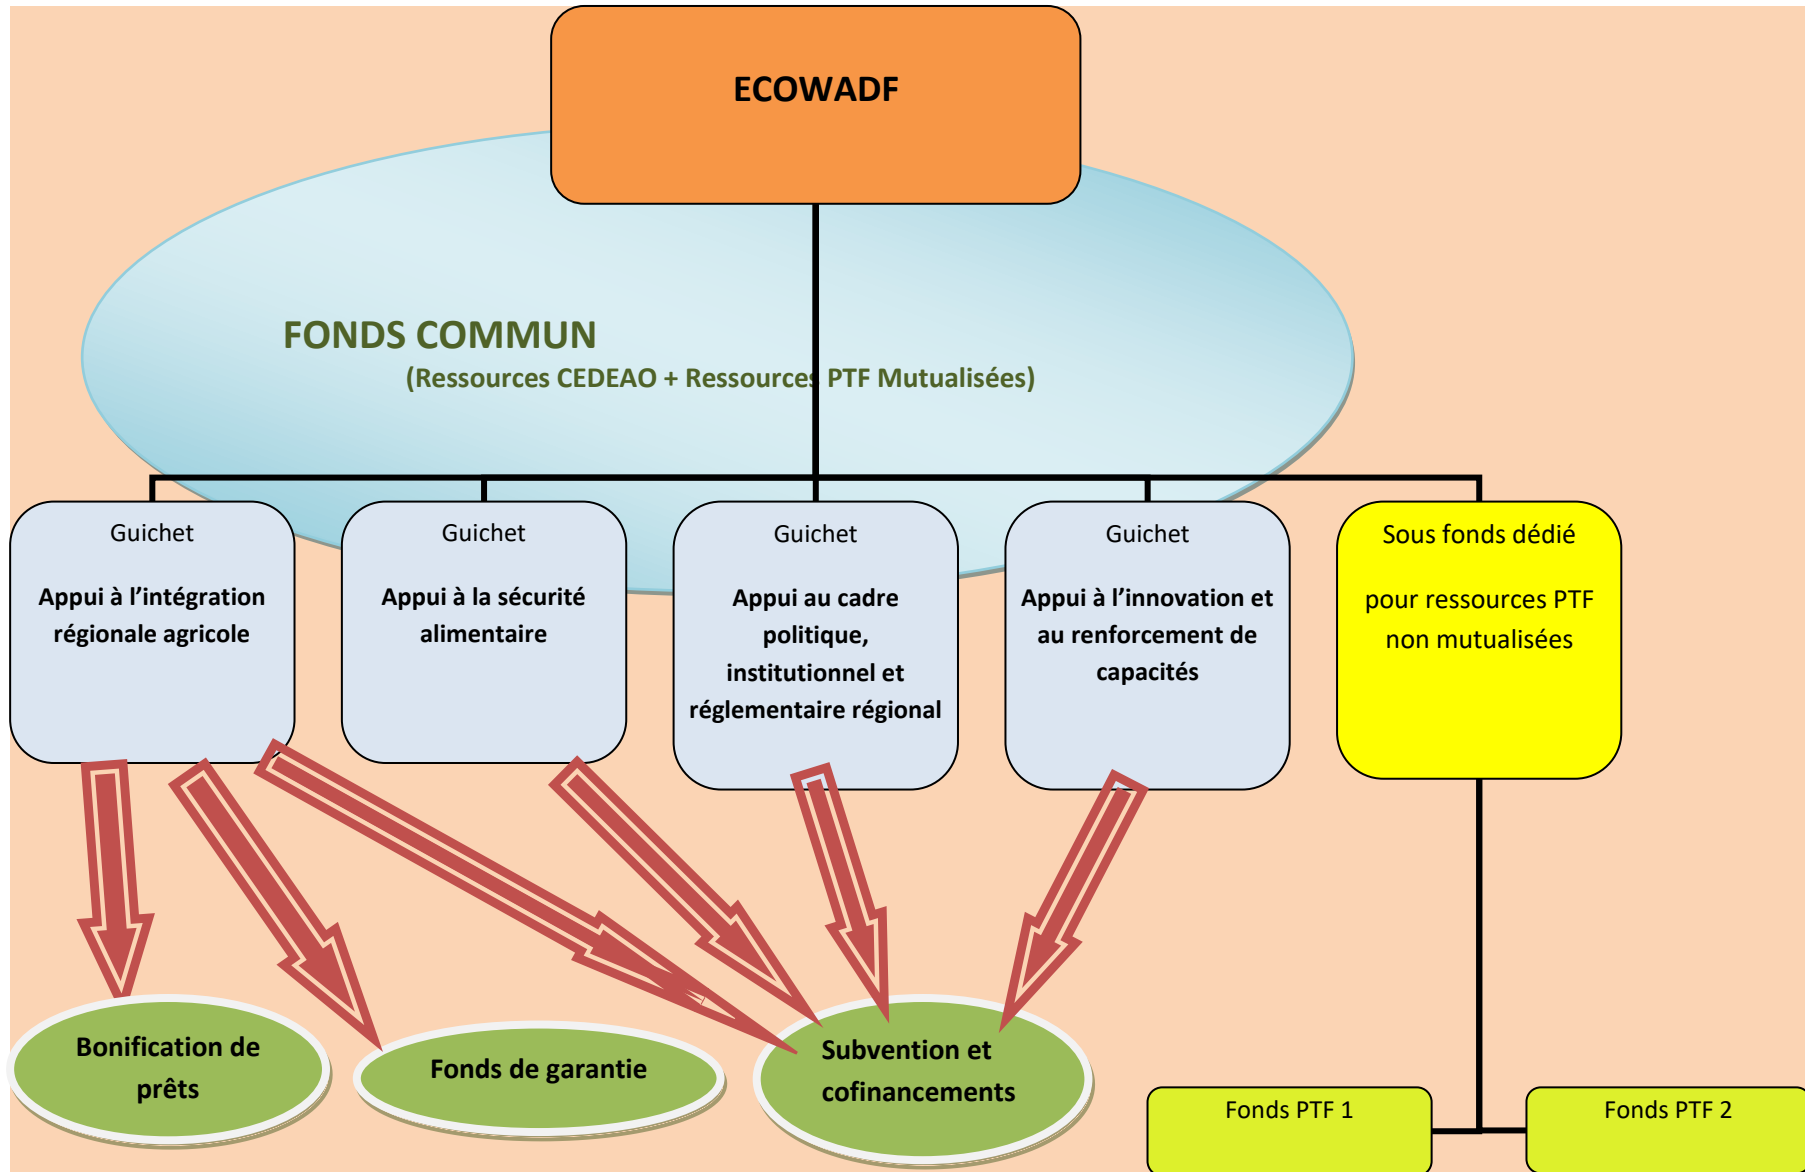 ECOWADF
FONDS COMMUN
(Ressources CEDEAO + Ressources PTF Mutualisées)
Guichet
Appui à l’intégration
régionale agricole
Guichet
Appui à la sécurité
alimentaire
Guichet
Appui au cadre
politique,
institutionnel et
réglementaire régional
Guichet
Appui à l’innovation et
au renforcement de
capacités
Sous fonds dédié
pour ressources PTF
non mutualisées
Bonification de
prêts
Fonds de garantie
Subvention et
cofinancements
Fonds PTF 1
Fonds PTF 2